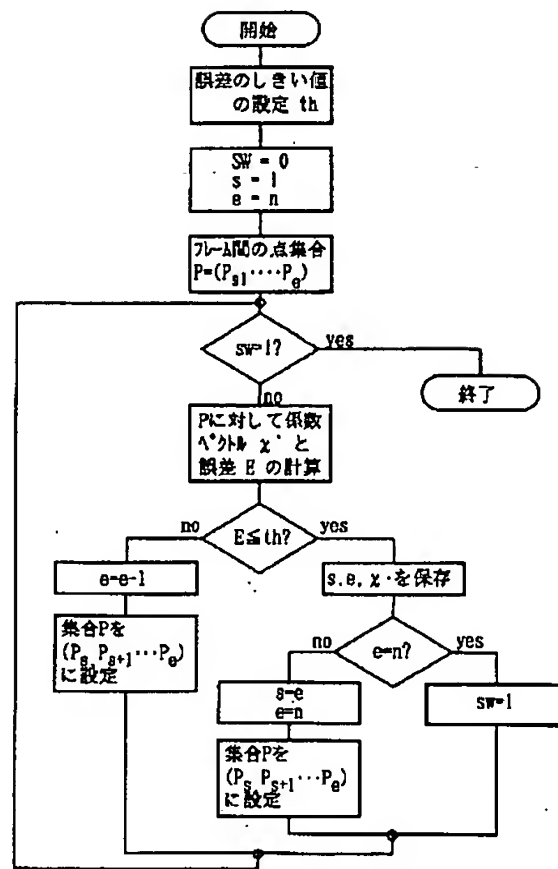 開始
誤差のしきい値
の設定 th
SW = 0
s = 1
e = n
フレーム間の点集合
P=(Ps1····Pe)
sw=1?
yes
終了
no
Pに対して係数
ベクトル χ* と
誤差 E の計算
no
E≦th?
yes
e=e-1
s.e,χ*を保存
集合Pを
(Ps,Ps+1···Pe)
に設定
no
e=n?
yes
s=e
e=n
sw=1
集合Pを
(Ps,Ps+1···Pe)
に設定